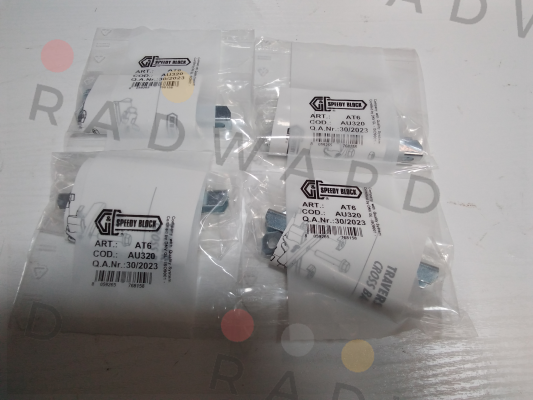 SPEEDY BLOCK
ART.: AT6
COD.: AU320
Q.A.Nr.:30/2023
SPEEDY BLOCK
ART.: AT6
COD.: AU320
Q.A.Nr.:30/2023
SPEEDY BLOCK
ART.: AT6
COD.: AU320
Q.A.Nr.:30/2023
SPEEDY BLOCK
ART.: AT6
COD.: AU320
Q.A.Nr.:30/2023
TRAVER
CROSS
RADWARD
RADWARD